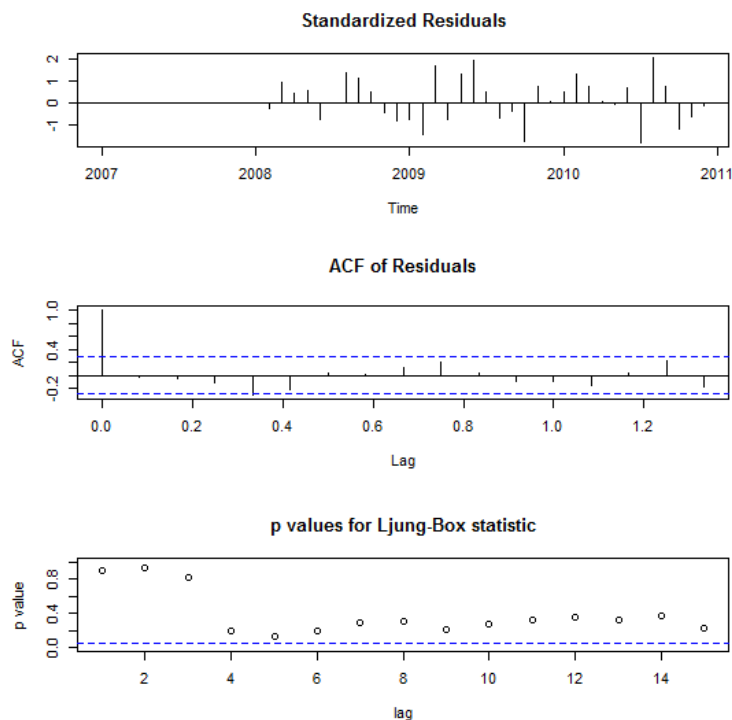 Standardized Residuals
2
1
0
-1
2007 2008 2009 2010 2011
Time
ACF of Residuals
ACF
1.0
0.4
-0.2
0.0 0.2 0.4 0.6 0.8 1.0 1.2
Lag
p values for Ljung-Box statistic
p value
0.8
0.4
0.0
2 4 6 8 10 12 14
lag